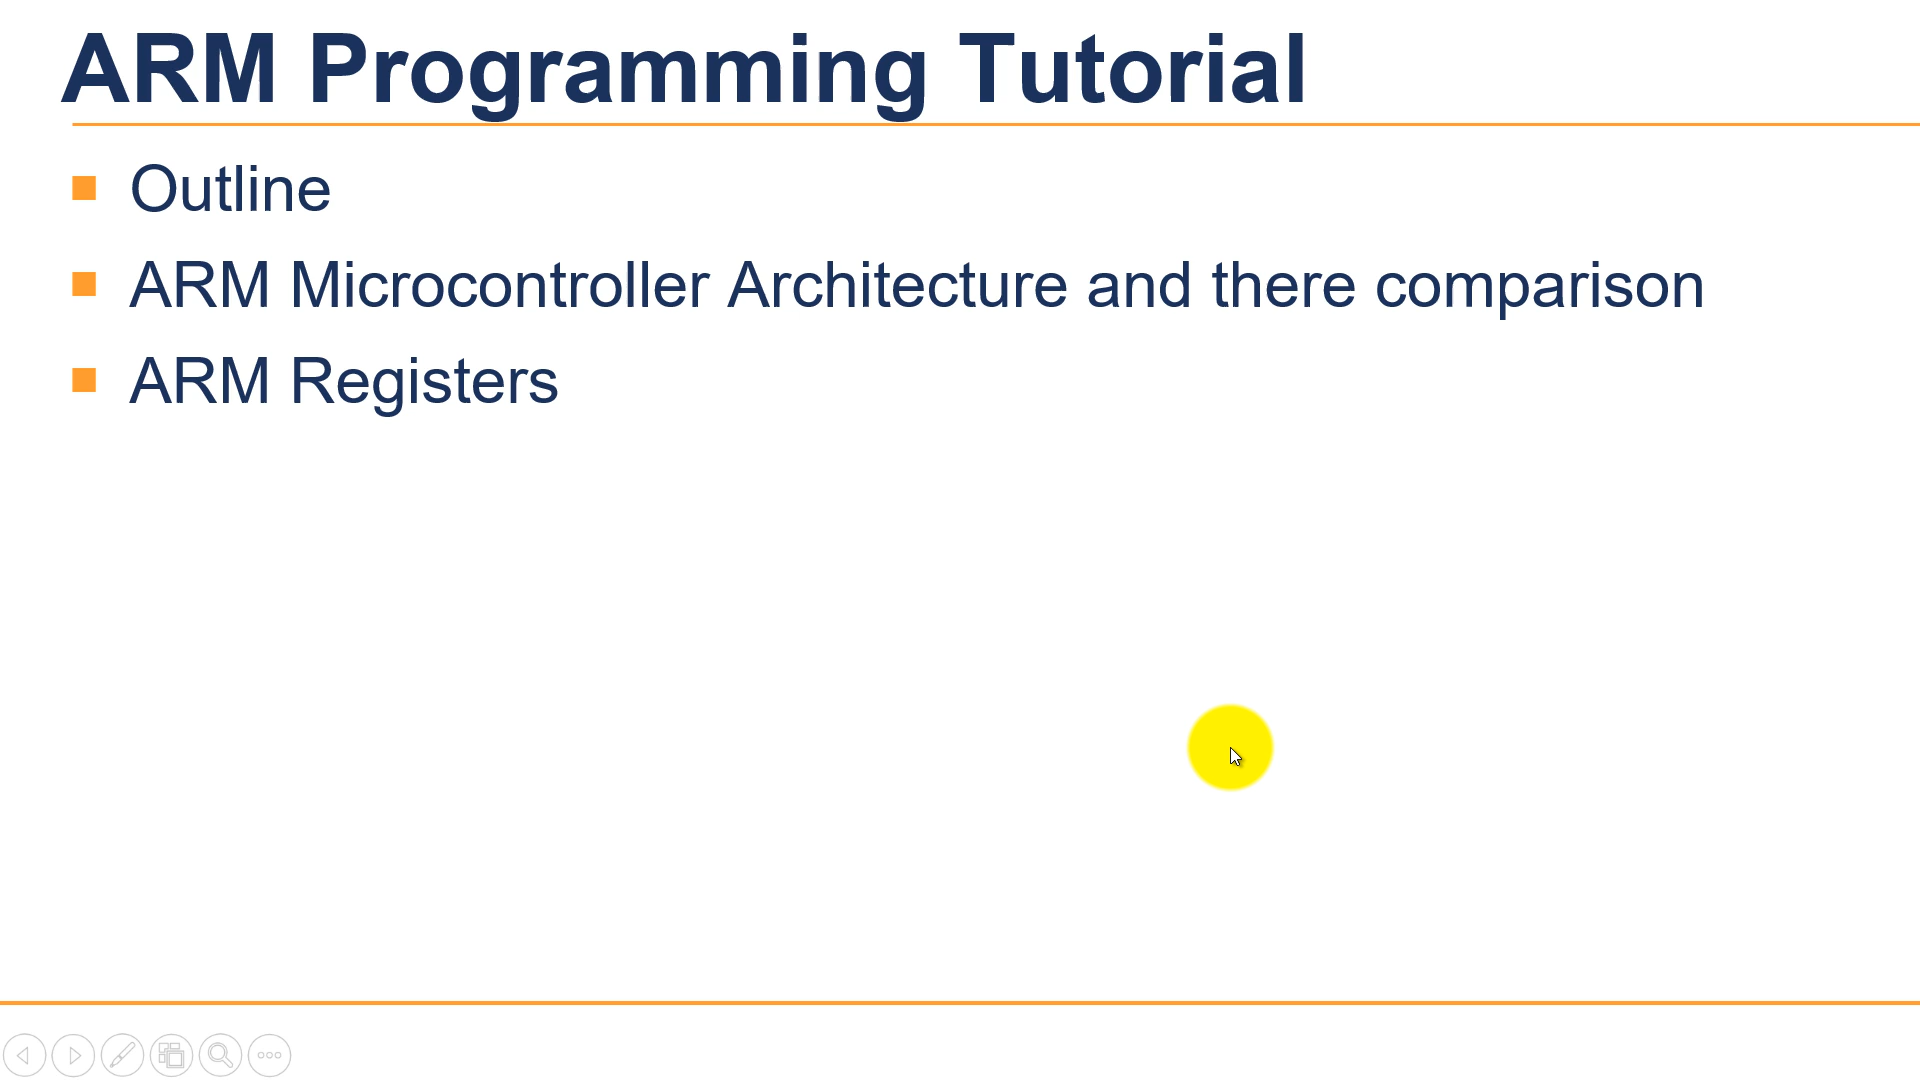 ARM Programming Tutorial
Outline
ARM Microcontroller Architecture and there comparison
ARM Registers